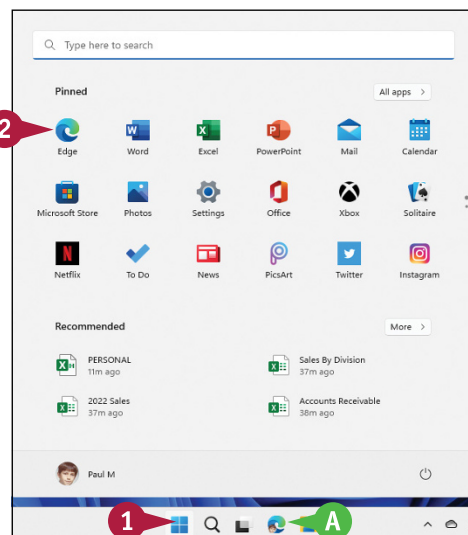 Type here to search
Pinned
All apps >
2
Edge
Word
Excel
PowerPoint
Mail
Calendar
Microsoft Store
Photos
Settings
Office
Xbox
Solitaire
Netflix
To Do
News
PicsArt
Twitter
Instagram
Recommended
More >
PERSONAL
11m ago
Sales By Division
37m ago
2022 Sales
37m ago
Accounts Receivable
38m ago
Paul M
1
A